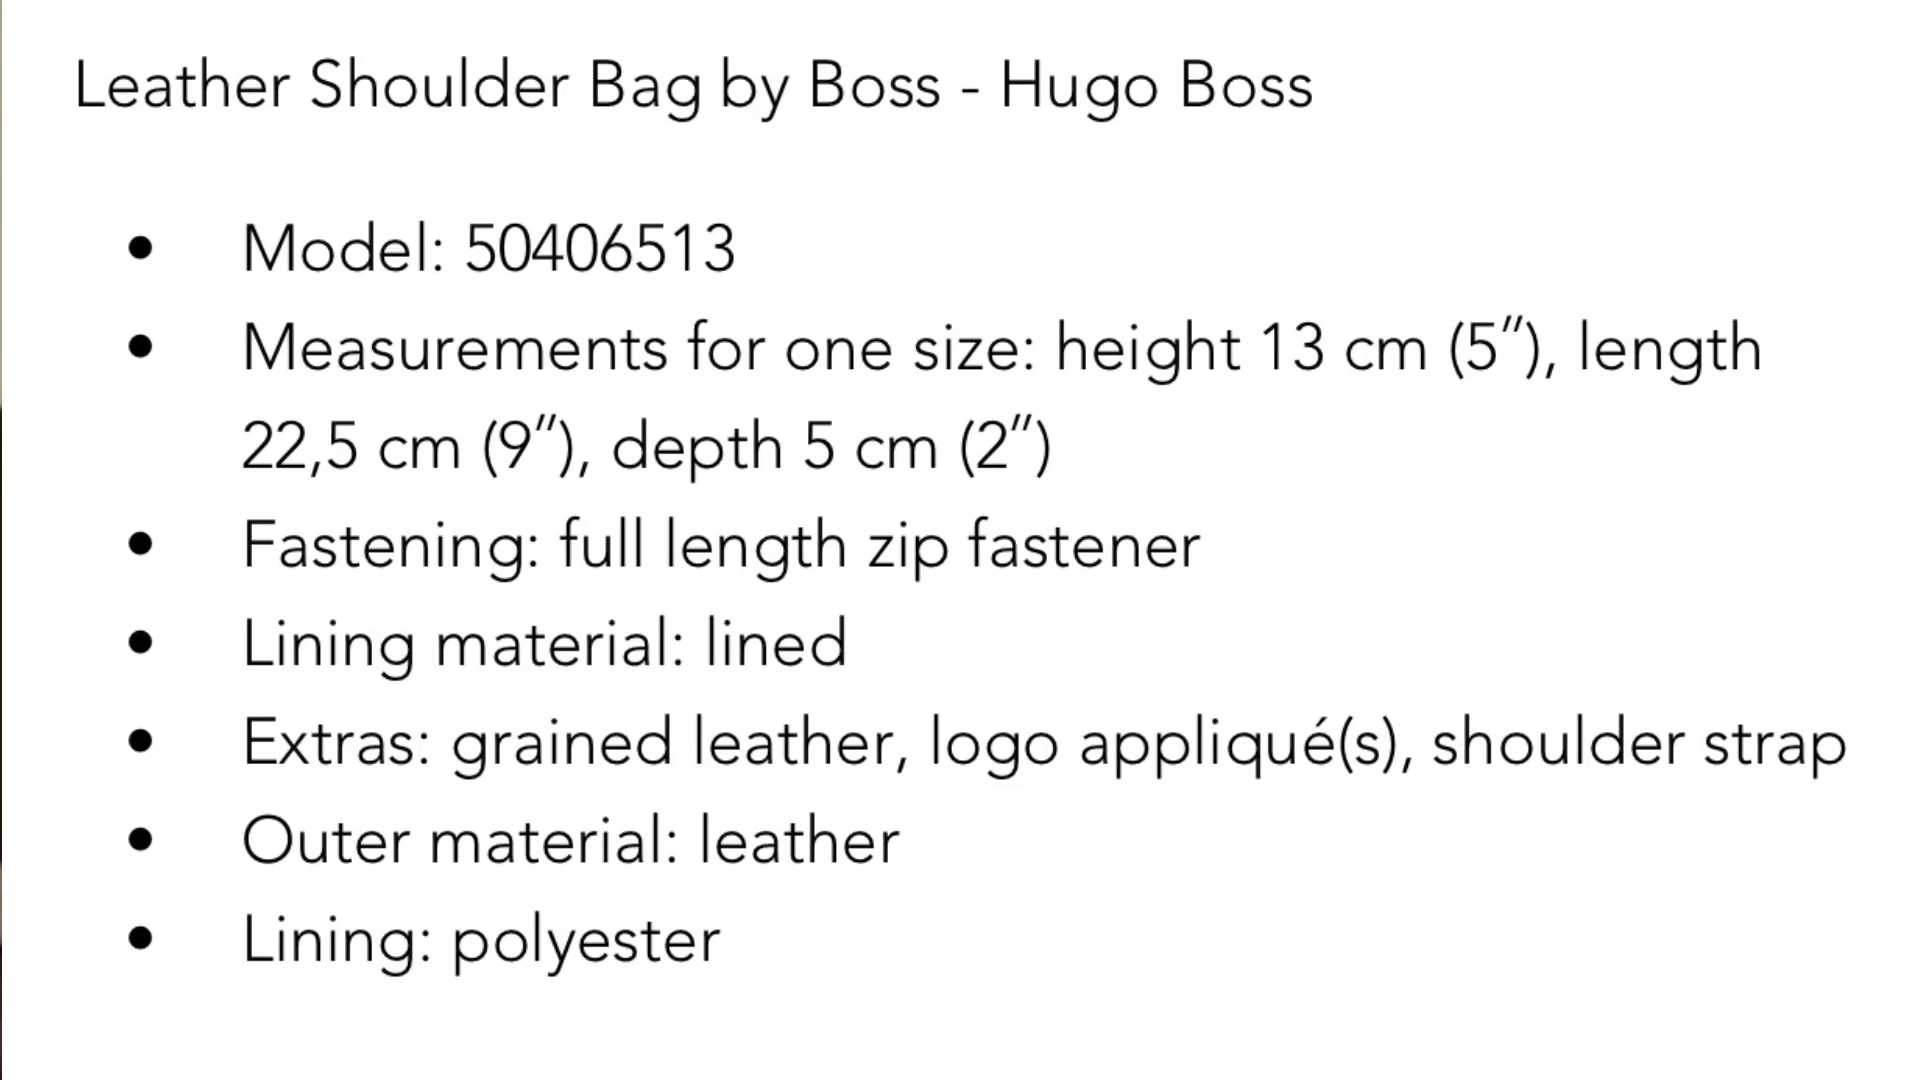 Leather Shoulder Bag by Boss - Hugo Boss
• Model: 50406513
• Measurements for one size: height 13 cm (5”), length
22,5 cm (9”), depth 5 cm (2”)
• Fastening: full length zip fastener
• Lining material: lined
• Extras: grained leather, logo appliqué(s), shoulder strap
• Outer material: leather
• Lining: polyester